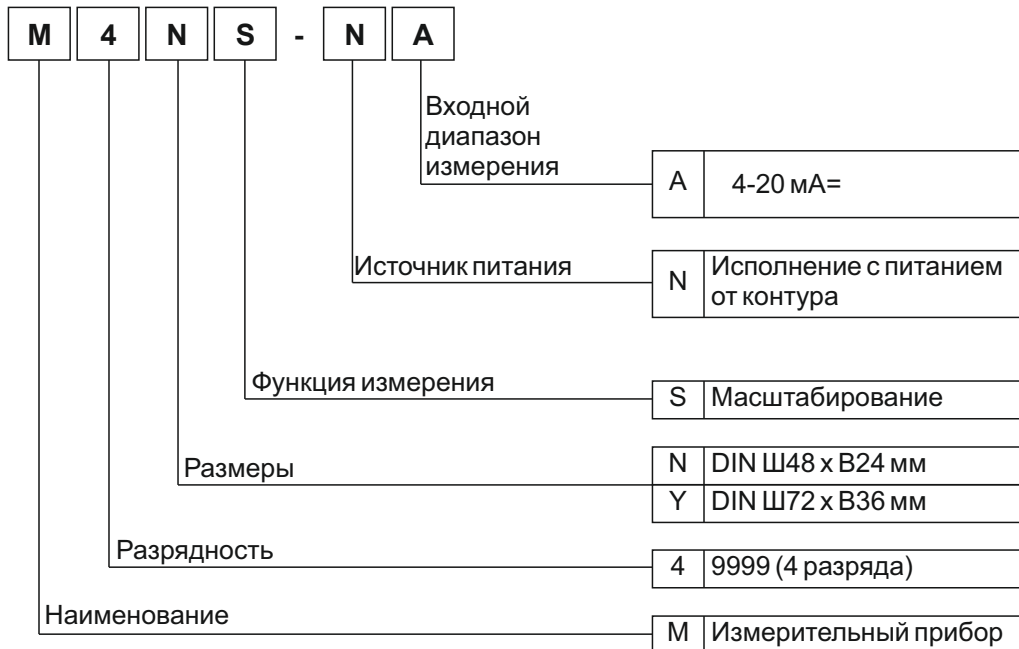 M 4 N S - N A
Входной
диапазон
измерения
A 4-20 мА=
Источник питания
N Исполнение с питанием
от контура
Функция измерения
S Масштабирование
Размеры
N DIN Ш48 x В24 мм
Y DIN Ш72 x В36 мм
Разрядность
4 9999 (4 разряда)
Наименование
M Измерительный прибор